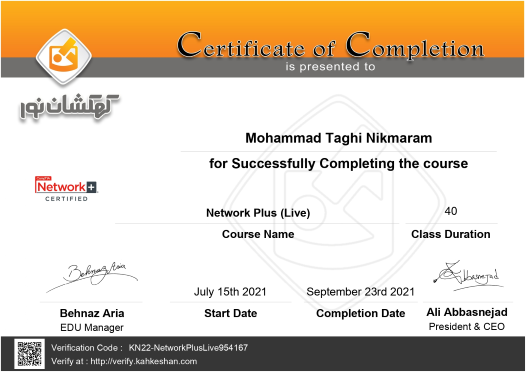 Certificate of Completion
is presented to
کهکشان نور
Mohammad Taghi Nikmaram
for Successfully Completing the course
Network+
CERTIFIED
Network Plus (Live)
40
Course Name
Class Duration
Behnaz Aria
Abbasnejad
July 15th 2021
September 23rd 2021
Behnaz Aria
Start Date
Completion Date
Ali Abbasnejad
EDU Manager
President & CEO
Verification Code : KN22-NetworkPlusLive954167
Verify at : http://verify.kahkeshan.com